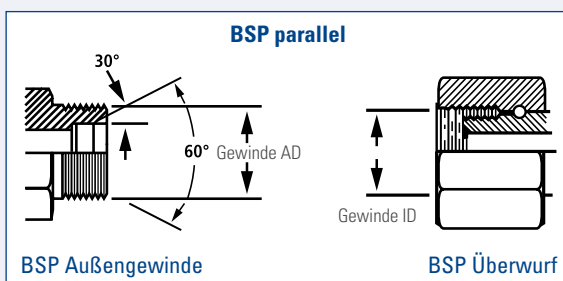 BSP parallel
30°
60° Gewinde AD
Gewinde ID
BSP Außengewinde
BSP Überwurf